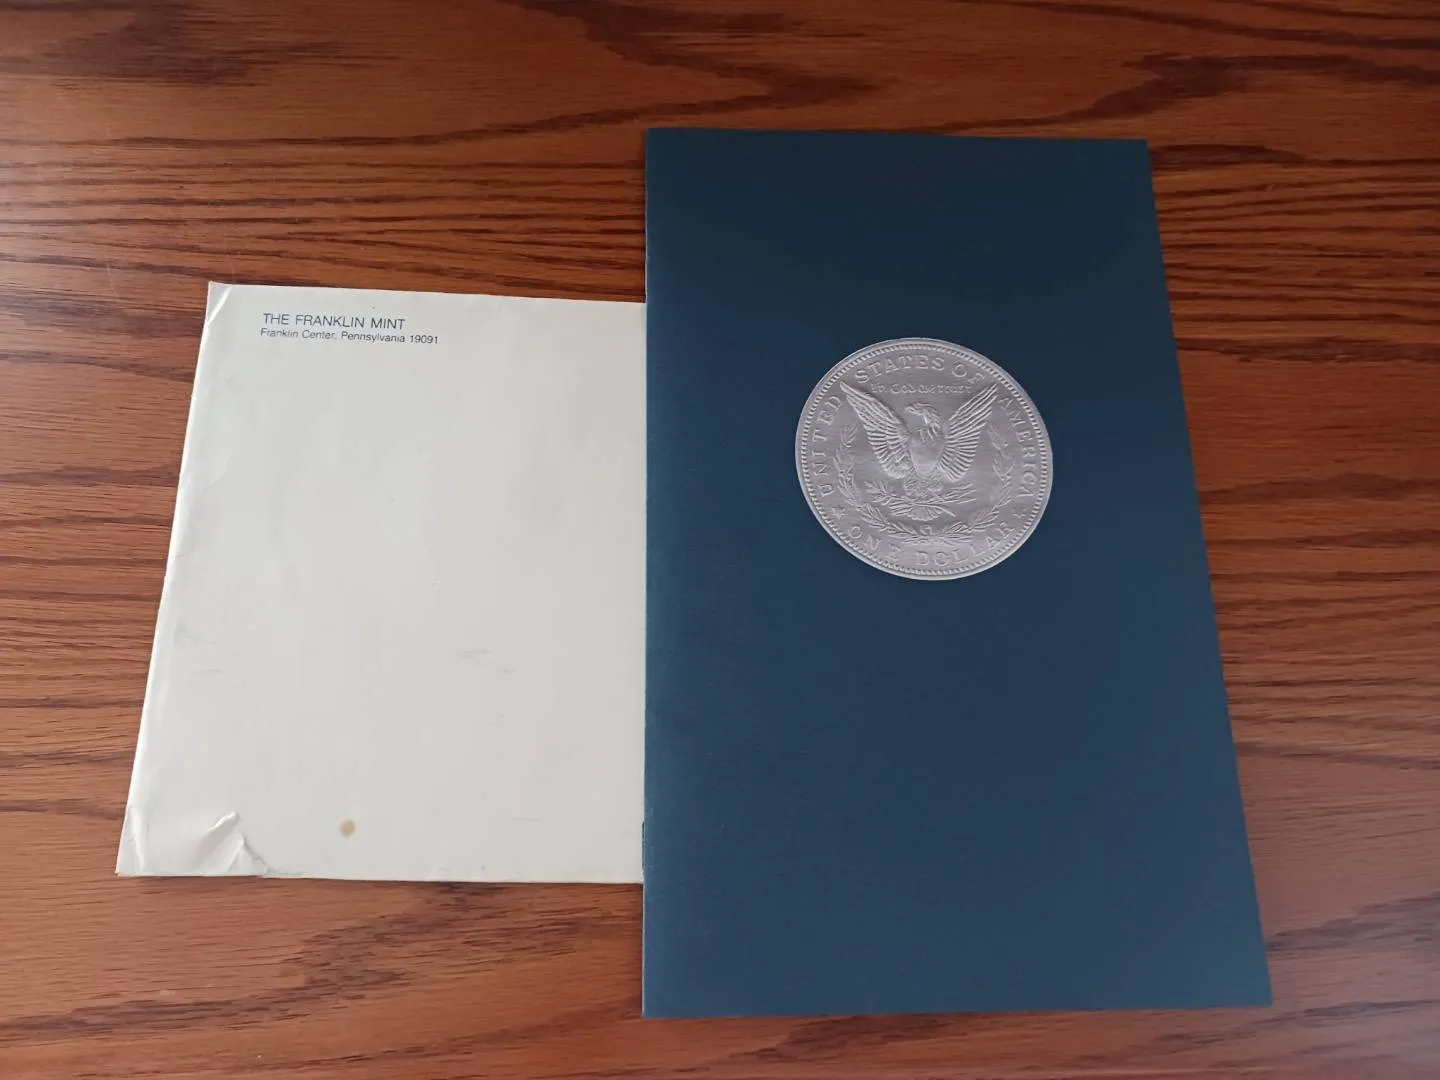 THE FRANKLIN MINT
Franklin Center, Pennsylvania 19091
UNITED STATES OF AMERICA
In God we trust
ONE DOLLAR